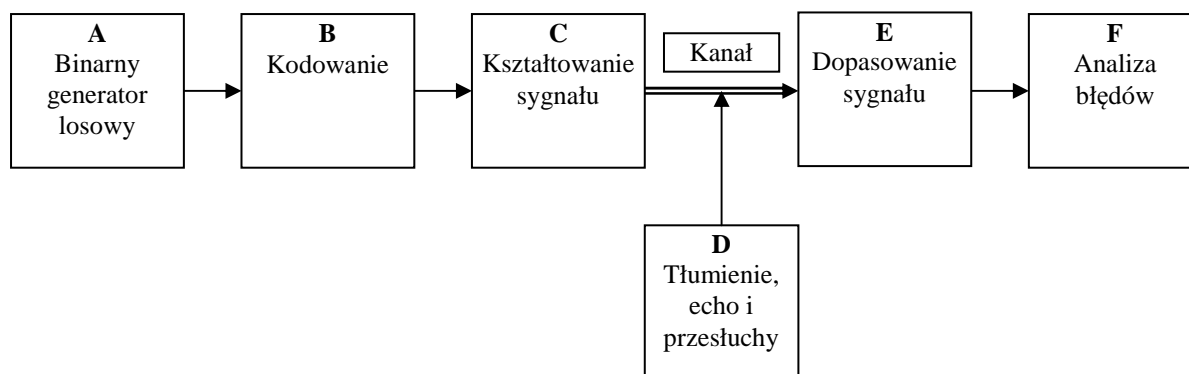 A
Binarny
generator
losowy
B
Kodowanie
C
Kształtowanie
sygnału
Kanał
E
Dopasowanie
sygnału
F
Analiza
błędów
D
Tłumienie,
echo i
przesłuchy